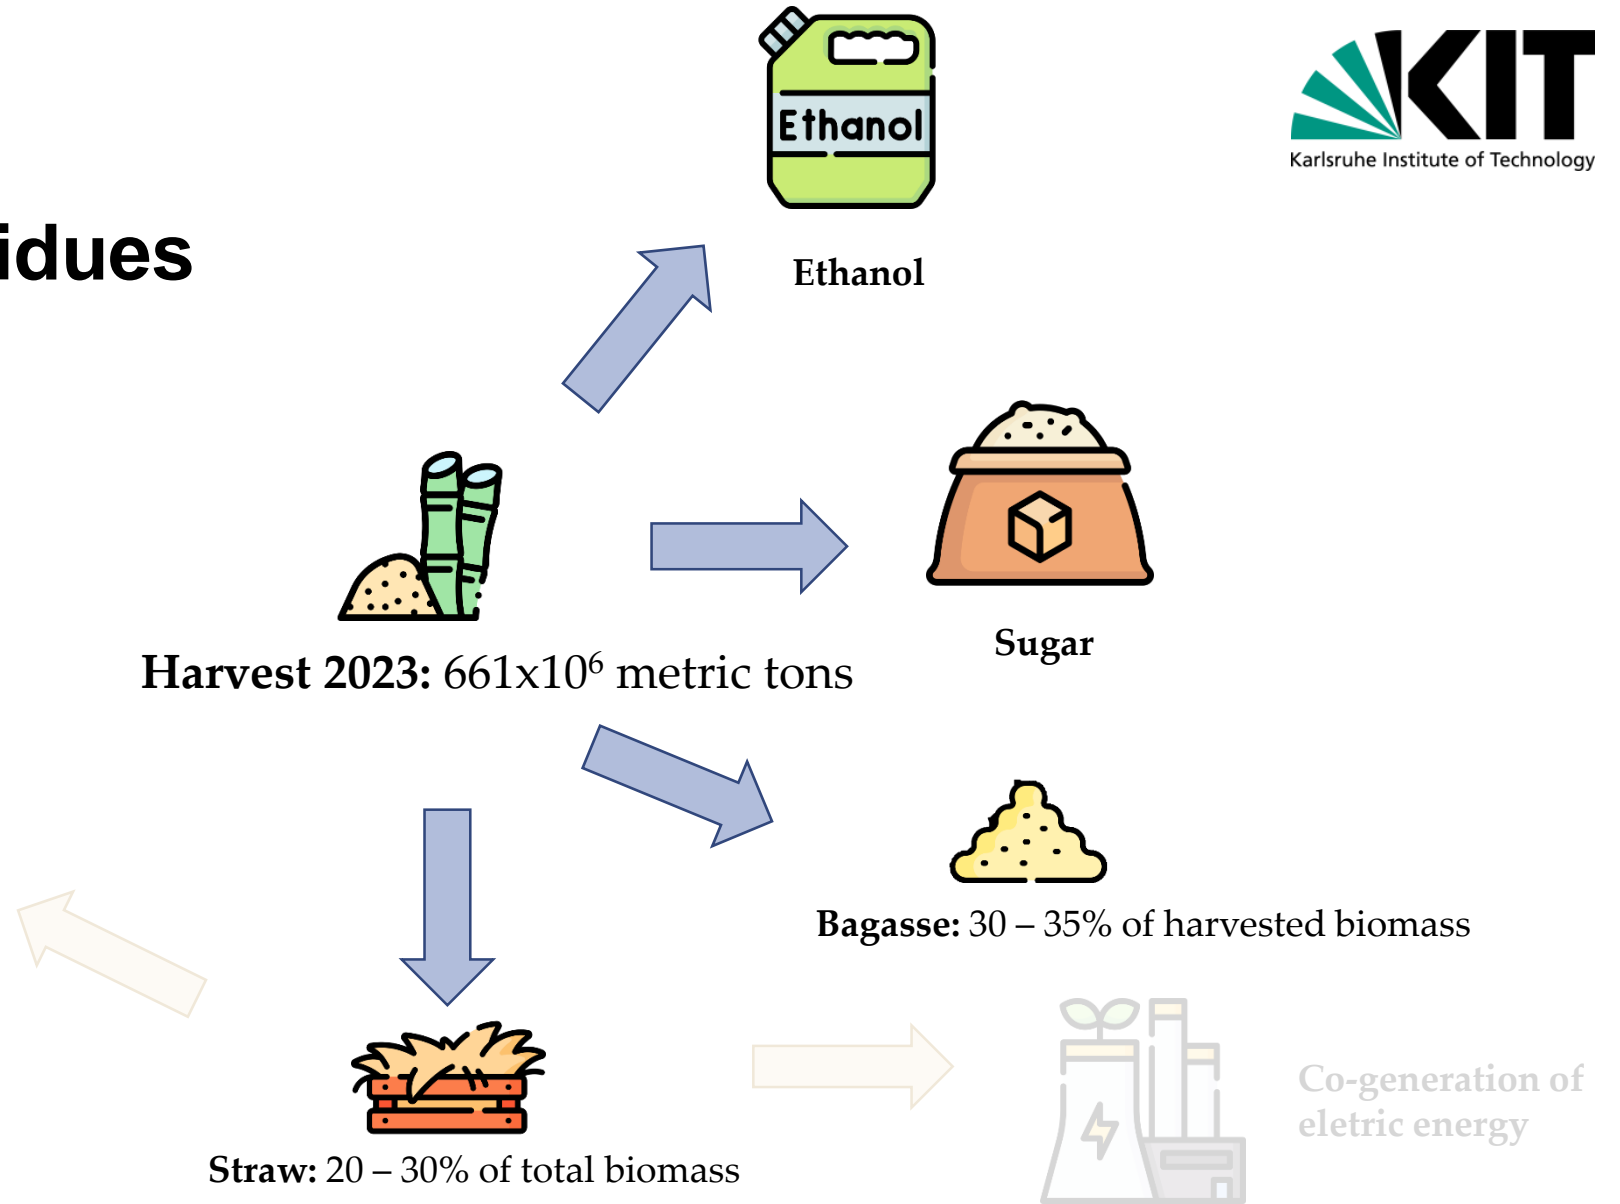 Ethanol
KIT
Karlsruhe Institute of Technology
idues
Ethanol
Sugar
Harvest 2023: 661x10⁶ metric tons
Bagasse: 30 – 35% of harvested biomass
Co-generation of
eletric energy
Straw: 20 – 30% of total biomass